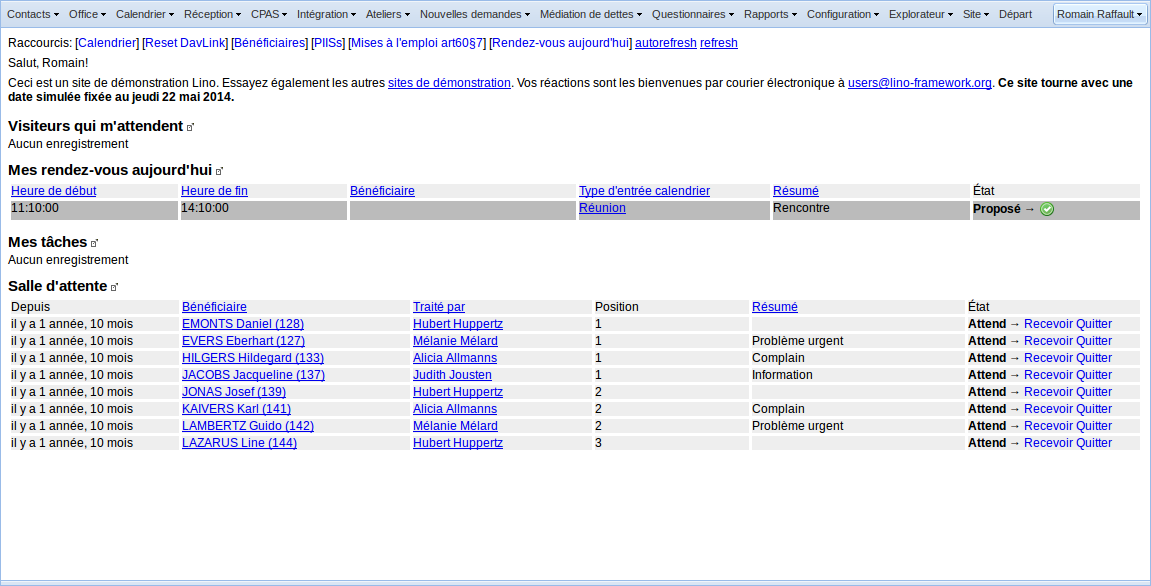 Contacts Office Calendrier Réception CPAS Intégration Ateliers Nouvelles demandes Médiation de dettes Questionnaires Rapports Configuration Explorateur Site Départ Romain Raffault
Raccourcis: [Calendrier] [Reset DavLink] [Bénéficiaires] [PIISs] [Mises à l'emploi art60§7] [Rendez-vous aujourd'hui] autorefresh refresh
Salut, Romain!
Ceci est un site de démonstration Lino. Essayez également les autres sites de démonstration. Vos réactions sont les bienvenues par courier électronique à users@lino-framework.org. Ce site tourne avec une
date simulée fixée au jeudi 22 mai 2014.
Visiteurs qui m'attendent
Aucun enregistrement
Mes rendez-vous aujourd'hui
Heure de début Heure de fin Bénéficiaire Type d'entrée calendrier Résumé État
11:10:00 14:10:00 Réunion Rencontre Proposé →
Mes tâches
Aucun enregistrement
Salle d'attente
Depuis Bénéficiaire Traité par Position Résumé État
il y a 1 année, 10 mois EMONTS Daniel (128) Hubert Huppertz 1 Attend → Recevoir Quitter
il y a 1 année, 10 mois EVERS Eberhart (127) Mélanie Mélard 1 Problème urgent Attend → Recevoir Quitter
il y a 1 année, 10 mois HILGERS Hildegard (133) Alicia Allmanns 1 Complain Attend → Recevoir Quitter
il y a 1 année, 10 mois JACOBS Jacqueline (137) Judith Jousten 1 Information Attend → Recevoir Quitter
il y a 1 année, 10 mois JONAS Josef (139) Hubert Huppertz 2 Attend → Recevoir Quitter
il y a 1 année, 10 mois KAIVERS Karl (141) Alicia Allmanns 2 Complain Attend → Recevoir Quitter
il y a 1 année, 10 mois LAMBERTZ Guido (142) Mélanie Mélard 2 Problème urgent Attend → Recevoir Quitter
il y a 1 année, 10 mois LAZARUS Line (144) Hubert Huppertz 3 Attend → Recevoir Quitter